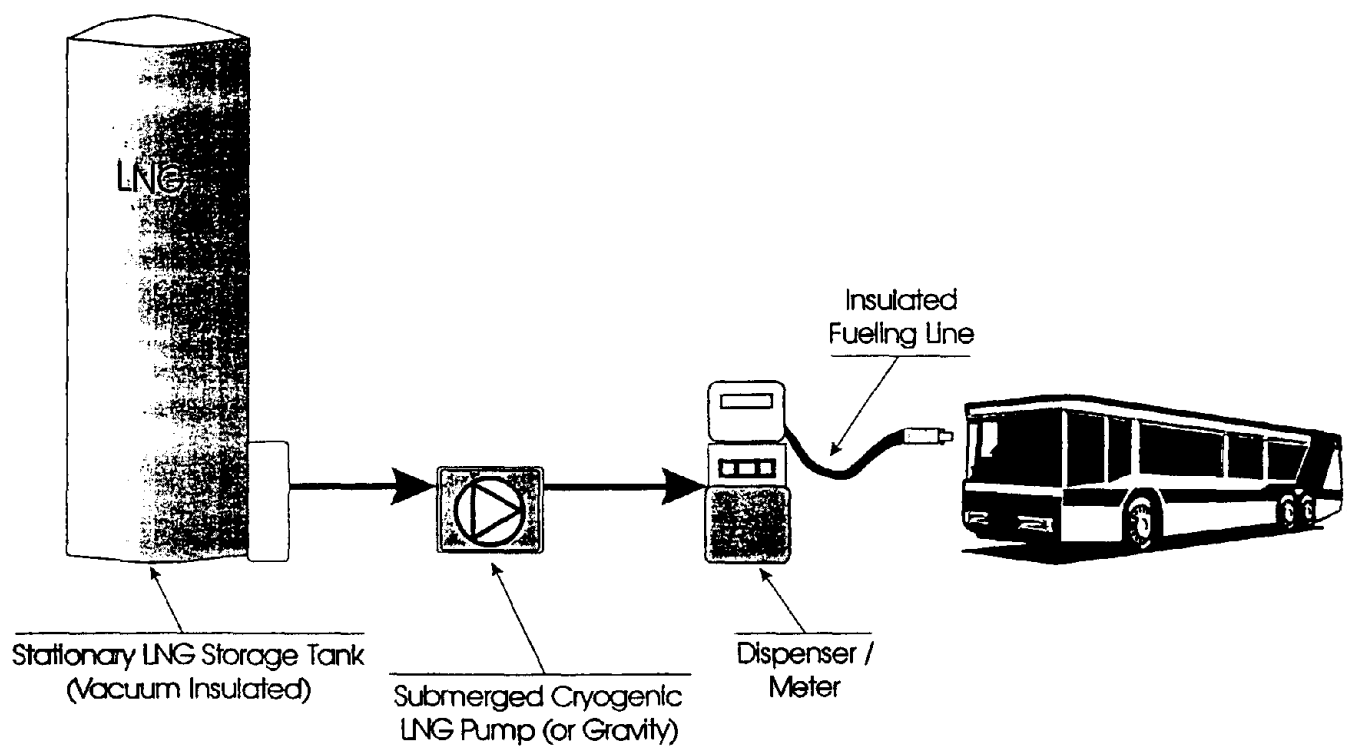 LNG
Insulated
Fueling Line
Stationary LNG Storage Tank
(Vacuum Insulated)
Submerged Cryogenic
LNG Pump (or Gravity)
Dispenser /
Meter